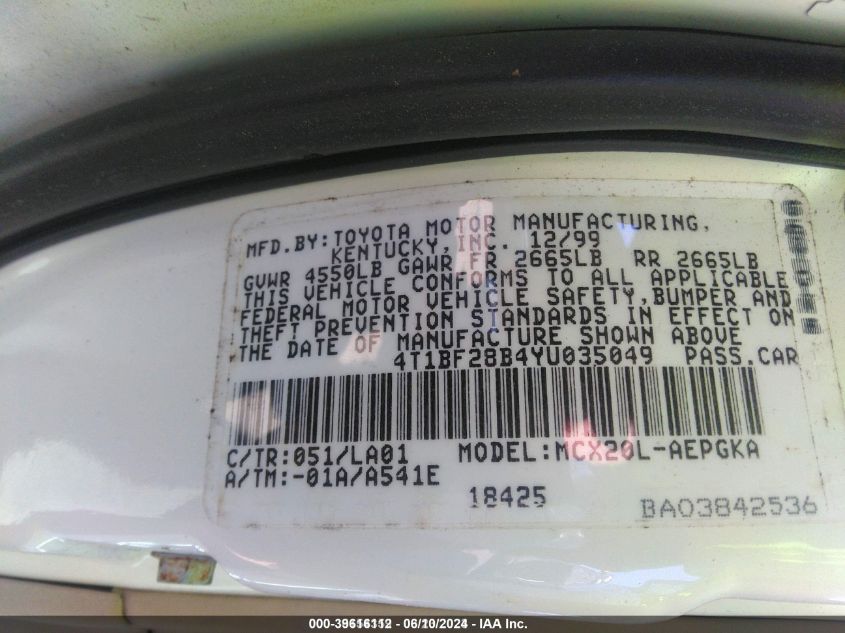 MFD.BY:TOYOTA MOTOR MANUFACTURING,
KENTUCKY,INC. 12/99
GVWR 4550LB GAWR FR 2665LB RR 2665LB
THIS VEHICLE CONFORMS TO ALL APPLICABLE
FEDERAL MOTOR VEHICLE SAFETY,BUMPER AND
THEFT PREVENTION STANDARDS IN EFFECT ON
THE DATE OF MANUFACTURE SHOWN ABOVE
4T1BF28B4YU035049 PASS.CAR
C/TR:051/LA01 MODEL:MCX20L-AEPGKA
A/TM:-01A/A541E
18425 BA03842536
000-39616112 - 06/10/2024 - IAA Inc.